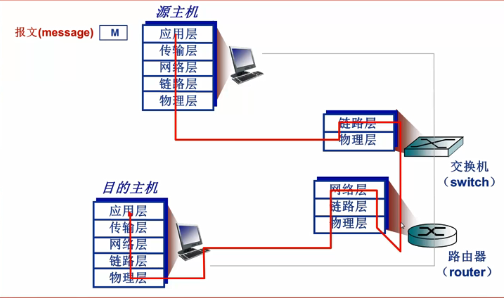 源主机
报文(message)
M
应用层
传输层
网络层
链路层
物理层
链路层
物理层
交换机
（switch）
目的主机
应用层
传输层
网络层
链路层
物理层
网络层
链路层
物理层
路由器
（router）